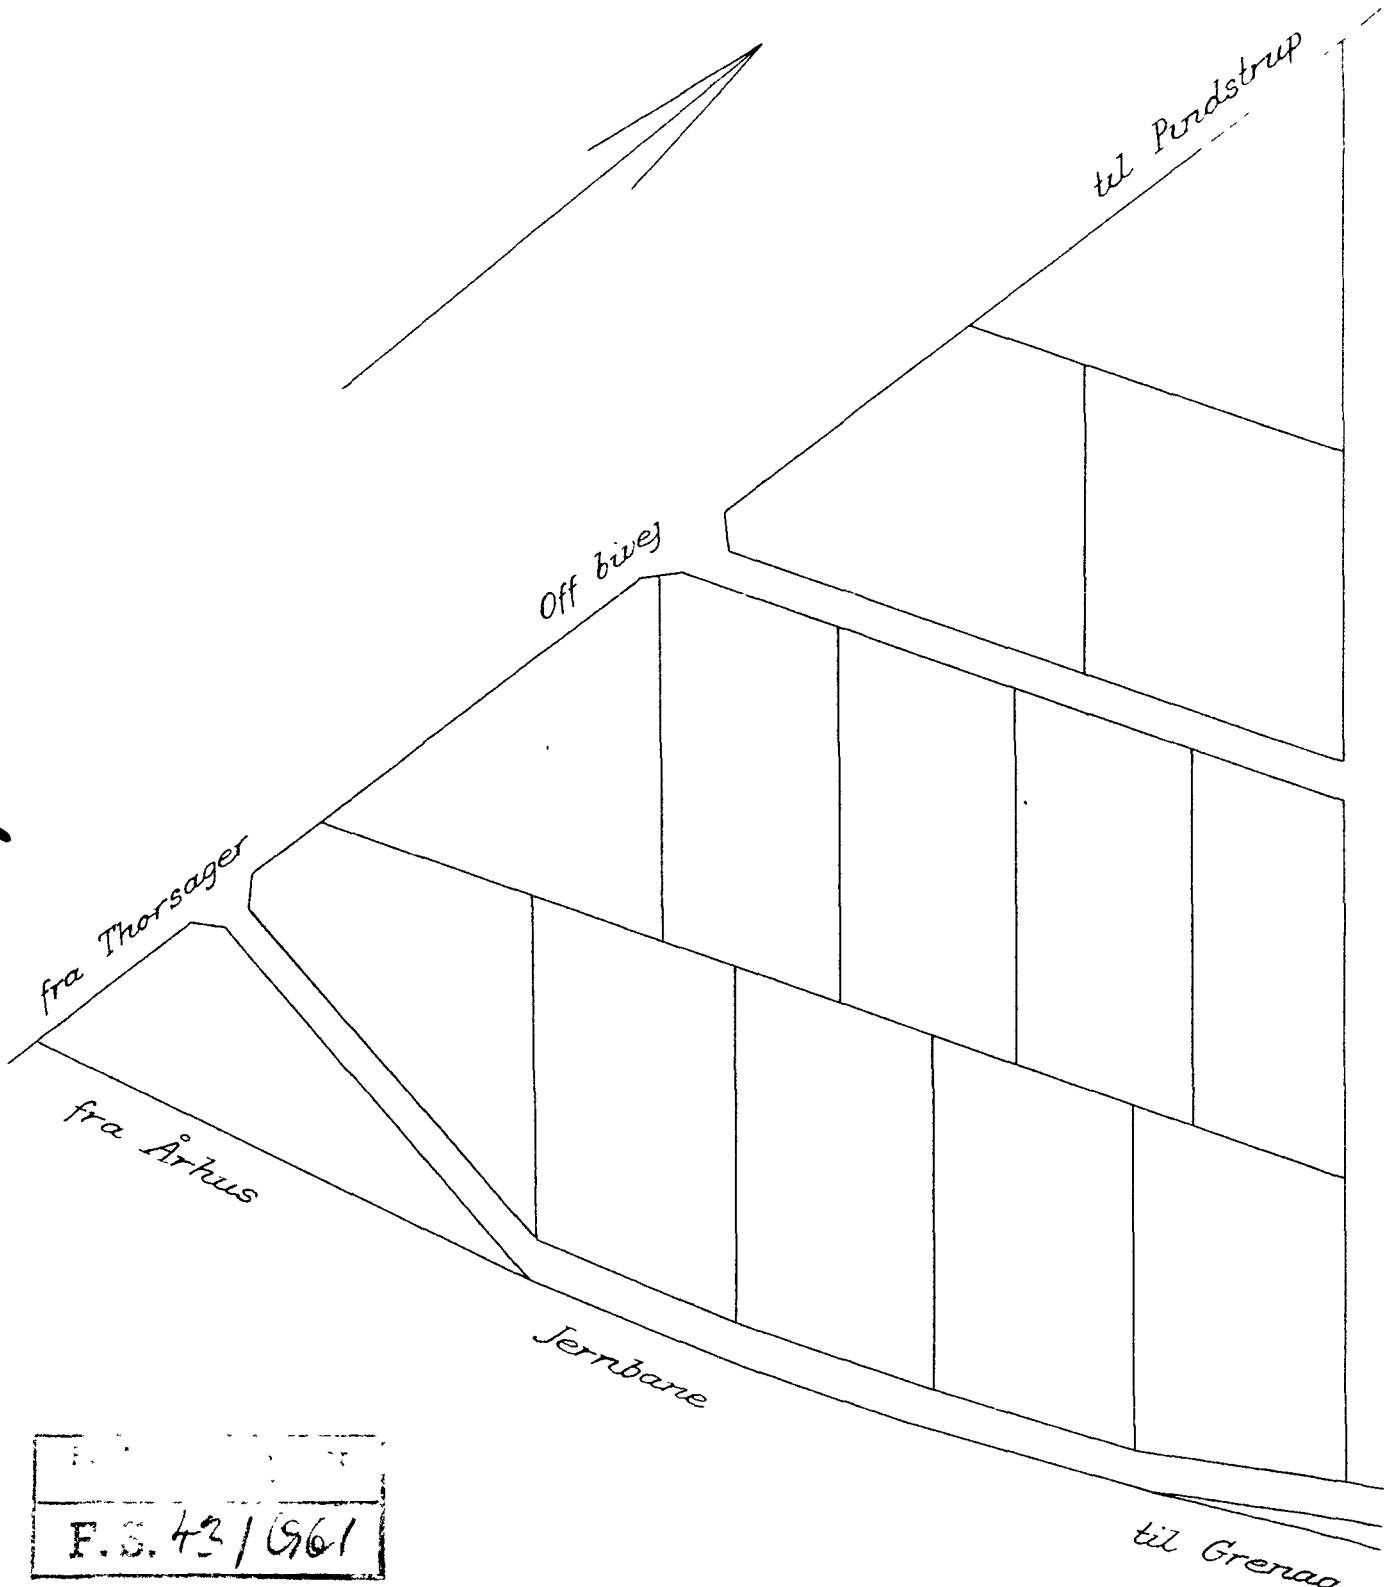 til Pindstrup
Off bivej
fra Thorsager
fra Århus
Jernbane
til Grenaa
F.S. 43/1961